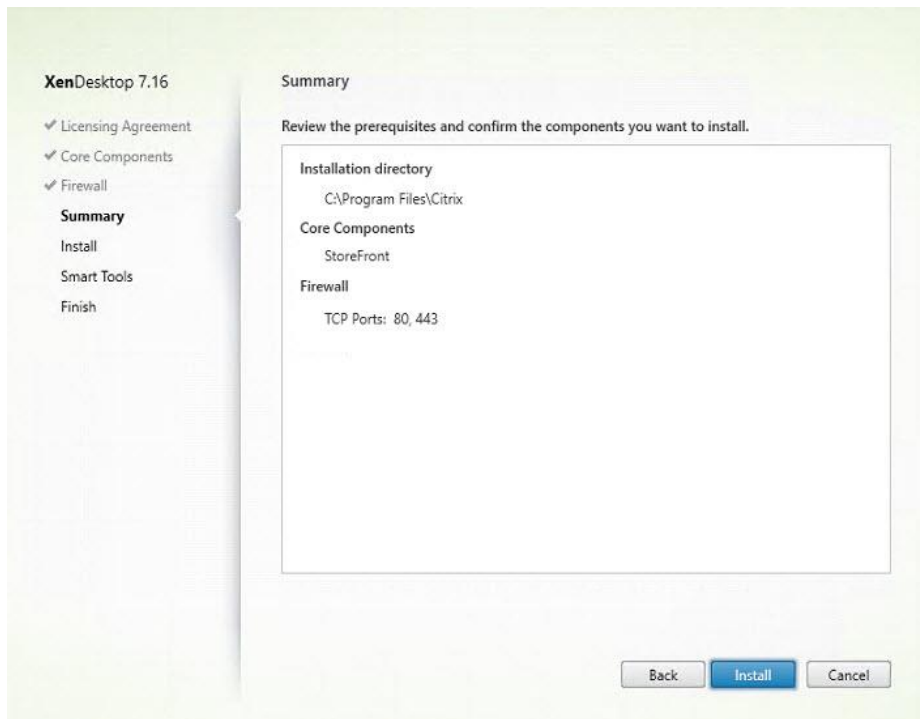 XenDesktop 7.16
Licensing Agreement
Core Components
Firewall
Summary
Install
Smart Tools
Finish
Summary
Review the prerequisites and confirm the components you want to install.
Installation directory
C:\Program Files\Citrix
Core Components
StoreFront
Firewall
TCP Ports: 80, 443
Back Install Cancel